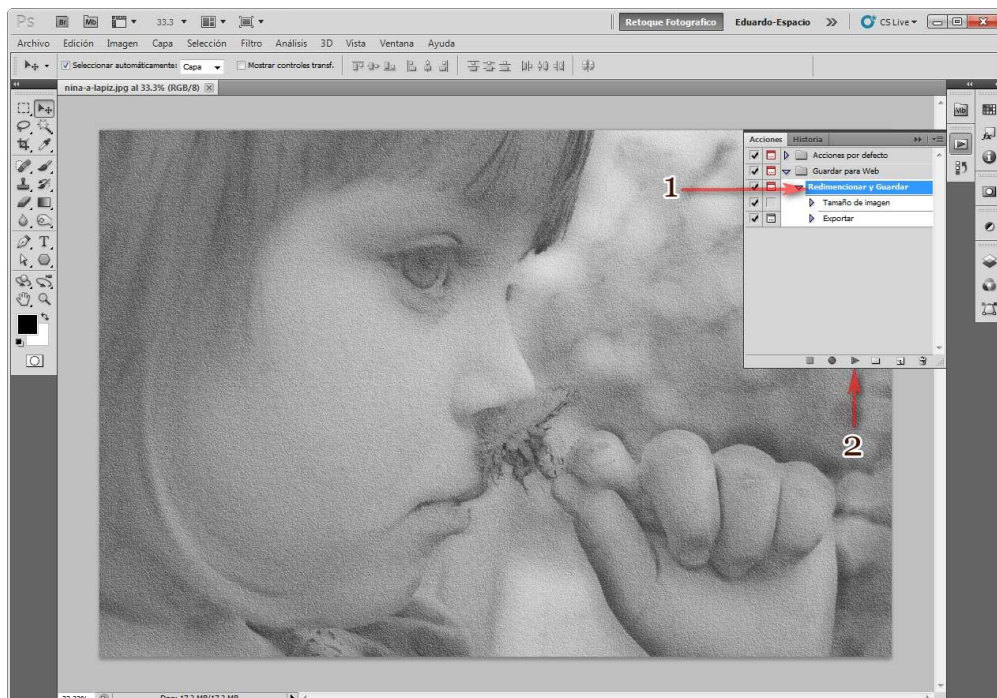 Ps Br Mb 33.3 Retoque Fotografico Eduardo-Espacio >> CS Live
Archivo Edición Imagen Capa Selección Filtro Análisis 3D Vista Ventana Ayuda
Seleccionar automáticamente: Capa Mostrar controles transf.
nina-a-lapiz.jpg al 33.3% (RGB/8)
Mb
Acciones Historia
Acciones por defecto
Guardar para Web
1
Redimencionar y Guardar
Tamaño de imagen
Exportar
2